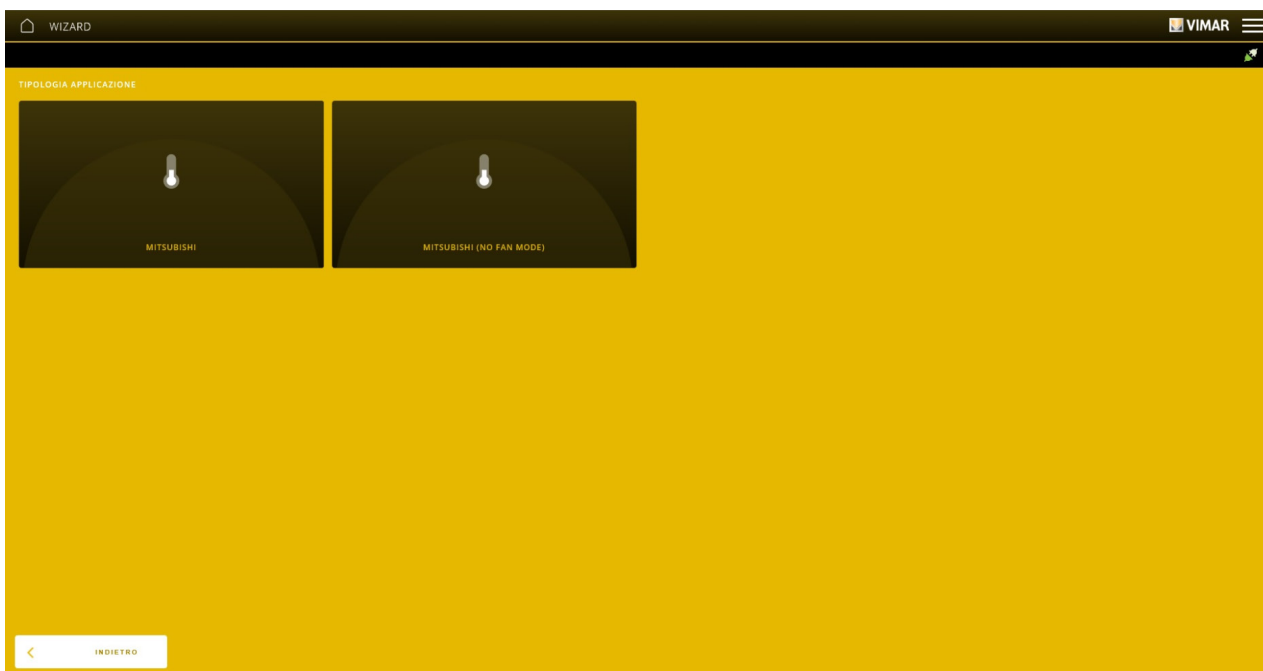 WIZARD
VIMAR
TIPOLOGIA APPLICAZIONE
MITSUBISHI
MITSUBISHI (NO FAN MODE)
INDIETRO